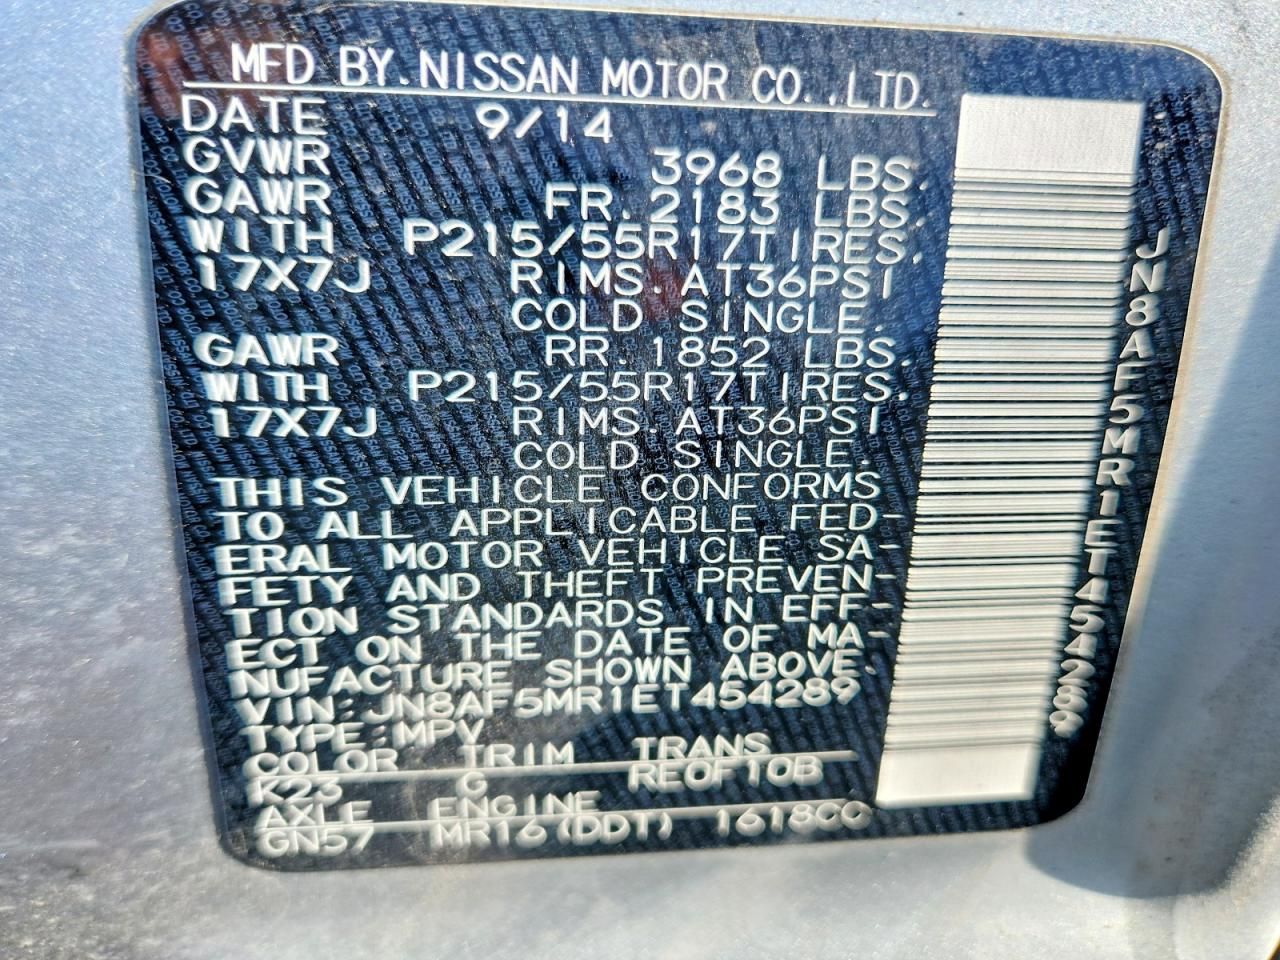 MFD BY.NISSAN MOTOR CO.,LTD.
DATE 9/14
GVWR 3968 LBS.
GAWR FR. 2183 LBS.
WITH P215/55R17TIRES.
17X7J RIMS. AT36PSI
COLD SINGLE.
GAWR RR. 1852 LBS.
WITH P215/55R17TIRES.
17X7J RIMS. AT36PSI
COLD SINGLE.
THIS VEHICLE CONFORMS
TO ALL APPLICABLE FED-
ERAL MOTOR VEHICLE SA-
FETY AND THEFT PREVEN-
TION STANDARDS IN EFF-
ECT ON THE DATE OF MA-
NUFACTURE SHOWN ABOVE.
VIN:JN8AF5MR1ET454289
TYPE:MPV
COLOR TRIM TRANS
K23 G RE0F10B
AXLE ENGINE
GN57 MR16(DDT) 1618CC
JN8AF5MR1ET454289